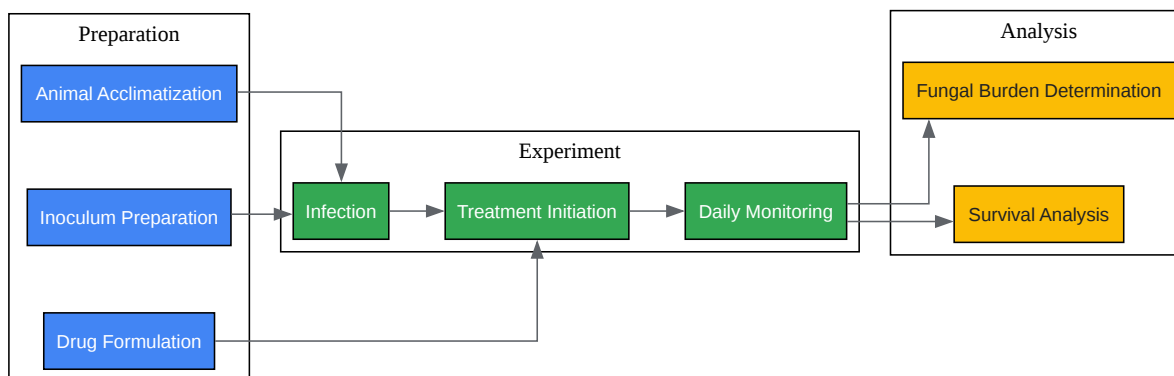 Preparation
Animal Acclimatization
Inoculum Preparation
Drug Formulation
Experiment
Infection
Treatment Initiation
Daily Monitoring
Analysis
Fungal Burden Determination
Survival Analysis